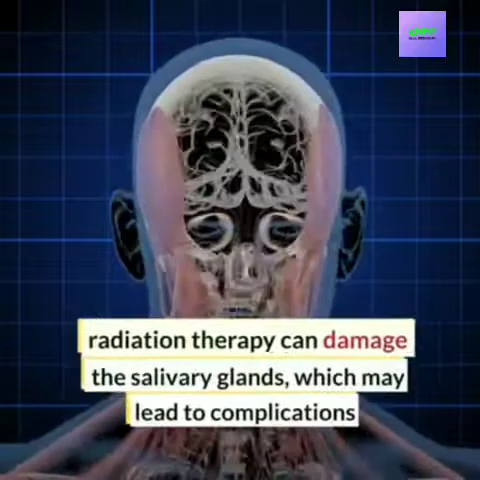 radiation therapy can damage
the salivary glands, which may
lead to complications